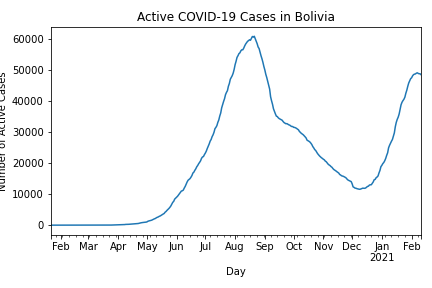 Active COVID-19 Cases in Bolivia
Number of Active Cases
60000
50000
40000
30000
20000
10000
0
Feb Mar Apr May Jun Jul Aug Sep Oct Nov Dec Jan Feb
2021
Day